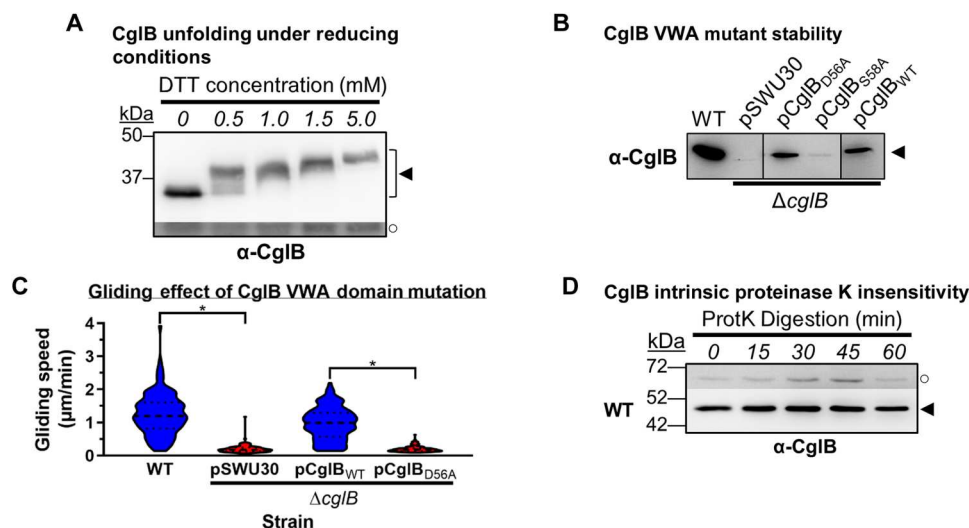 A
CglB unfolding under reducing
conditions
DTT concentration (mM)
kDa
0 0.5 1.0 1.5 5.0
50
37
α-CglB
B
CglB VWA mutant stability
WT pSWU30 pCglBD56A pCglBS58A pCglBWT
α-CglB
ΔcglB
C
Gliding effect of CglB VWA domain mutation
Gliding speed
(μm/min)
4
3
2
1
0
* *
WT pSWU30 pCglBWT pCglBD56A
ΔcglB
Strain
D
CglB intrinsic proteinase K insensitivity
ProtK Digestion (min)
kDa
0 15 30 45 60
72
52
42
WT
α-CglB